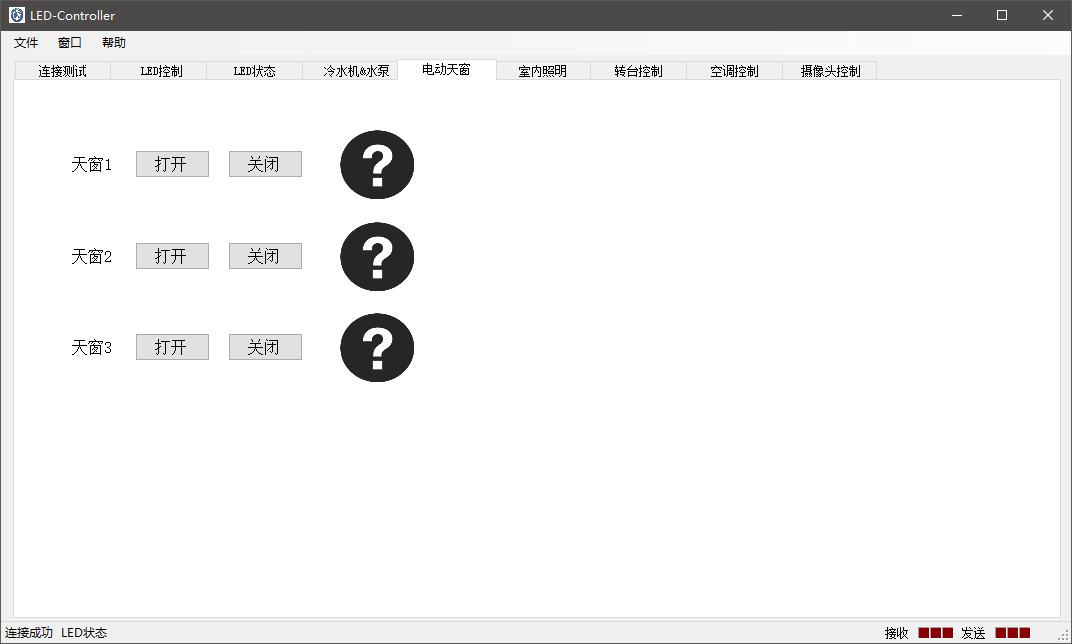 LED-Controller
文件 窗口 帮助
连接测试 LED控制 LED状态 冷水机&水泵 电动天窗 室内照明 转台控制 空调控制 摄像头控制
天窗1 打开 关闭 ?
天窗2 打开 关闭 ?
天窗3 打开 关闭 ?
连接成功 LED状态 接收 发送